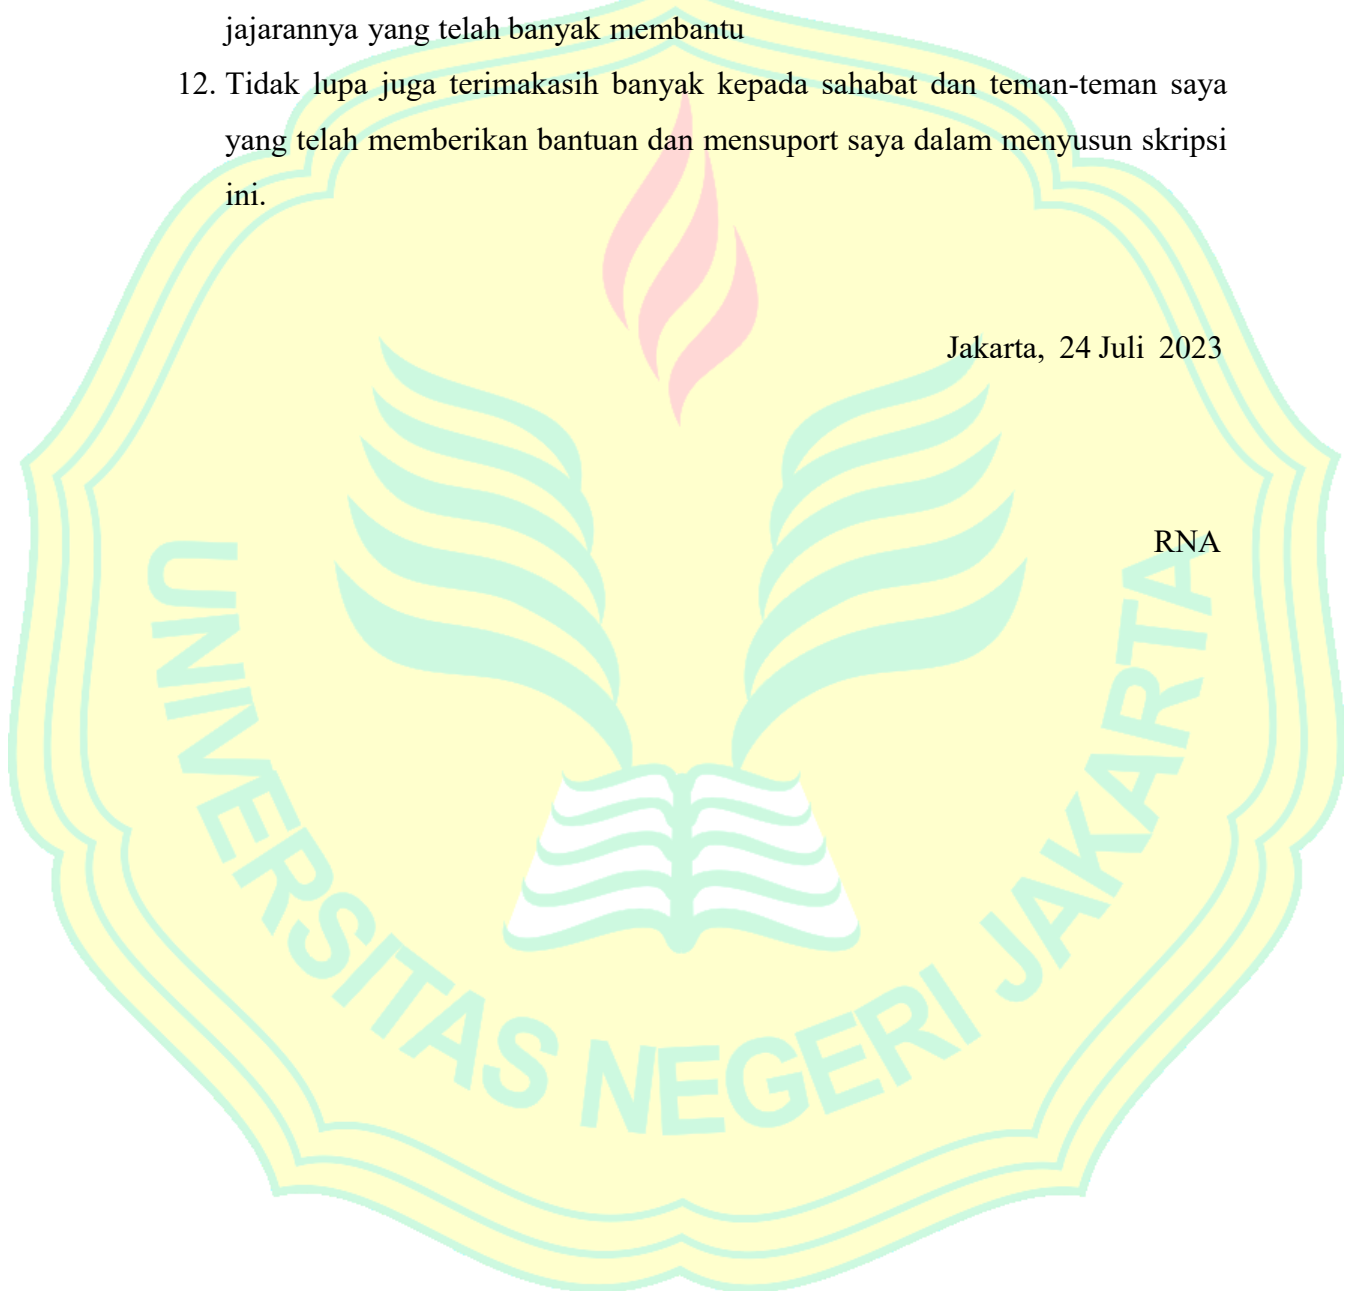 jajarannya yang telah banyak membantu
12. Tidak lupa juga terimakasih banyak kepada sahabat dan teman-teman saya
yang telah memberikan bantuan dan mensuport saya dalam menyusun skripsi
ini.
Jakarta, 24 Juli 2023
RNA
UNIVERSITAS NEGERI JAKARTA